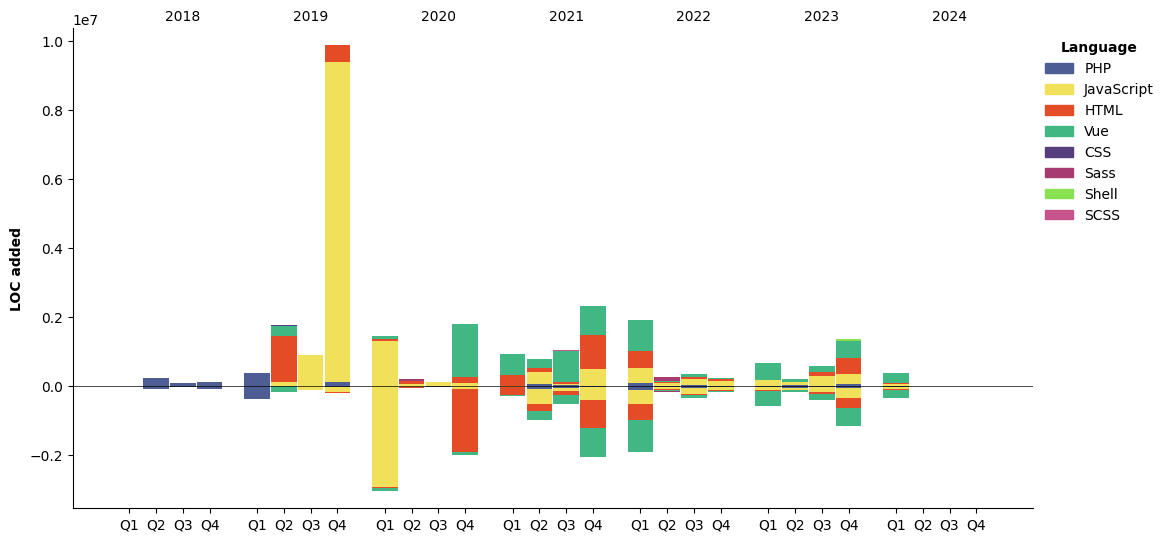 1e7
2018 2019 2020 2021 2022 2023 2024
LOC added
1.0
0.8
0.6
0.4
0.2
0.0
−0.2
Q1 Q2 Q3 Q4 Q1 Q2 Q3 Q4 Q1 Q2 Q3 Q4 Q1 Q2 Q3 Q4 Q1 Q2 Q3 Q4 Q1 Q2 Q3 Q4 Q1 Q2 Q3 Q4
Language
PHP
JavaScript
HTML
Vue
CSS
Sass
Shell
SCSS